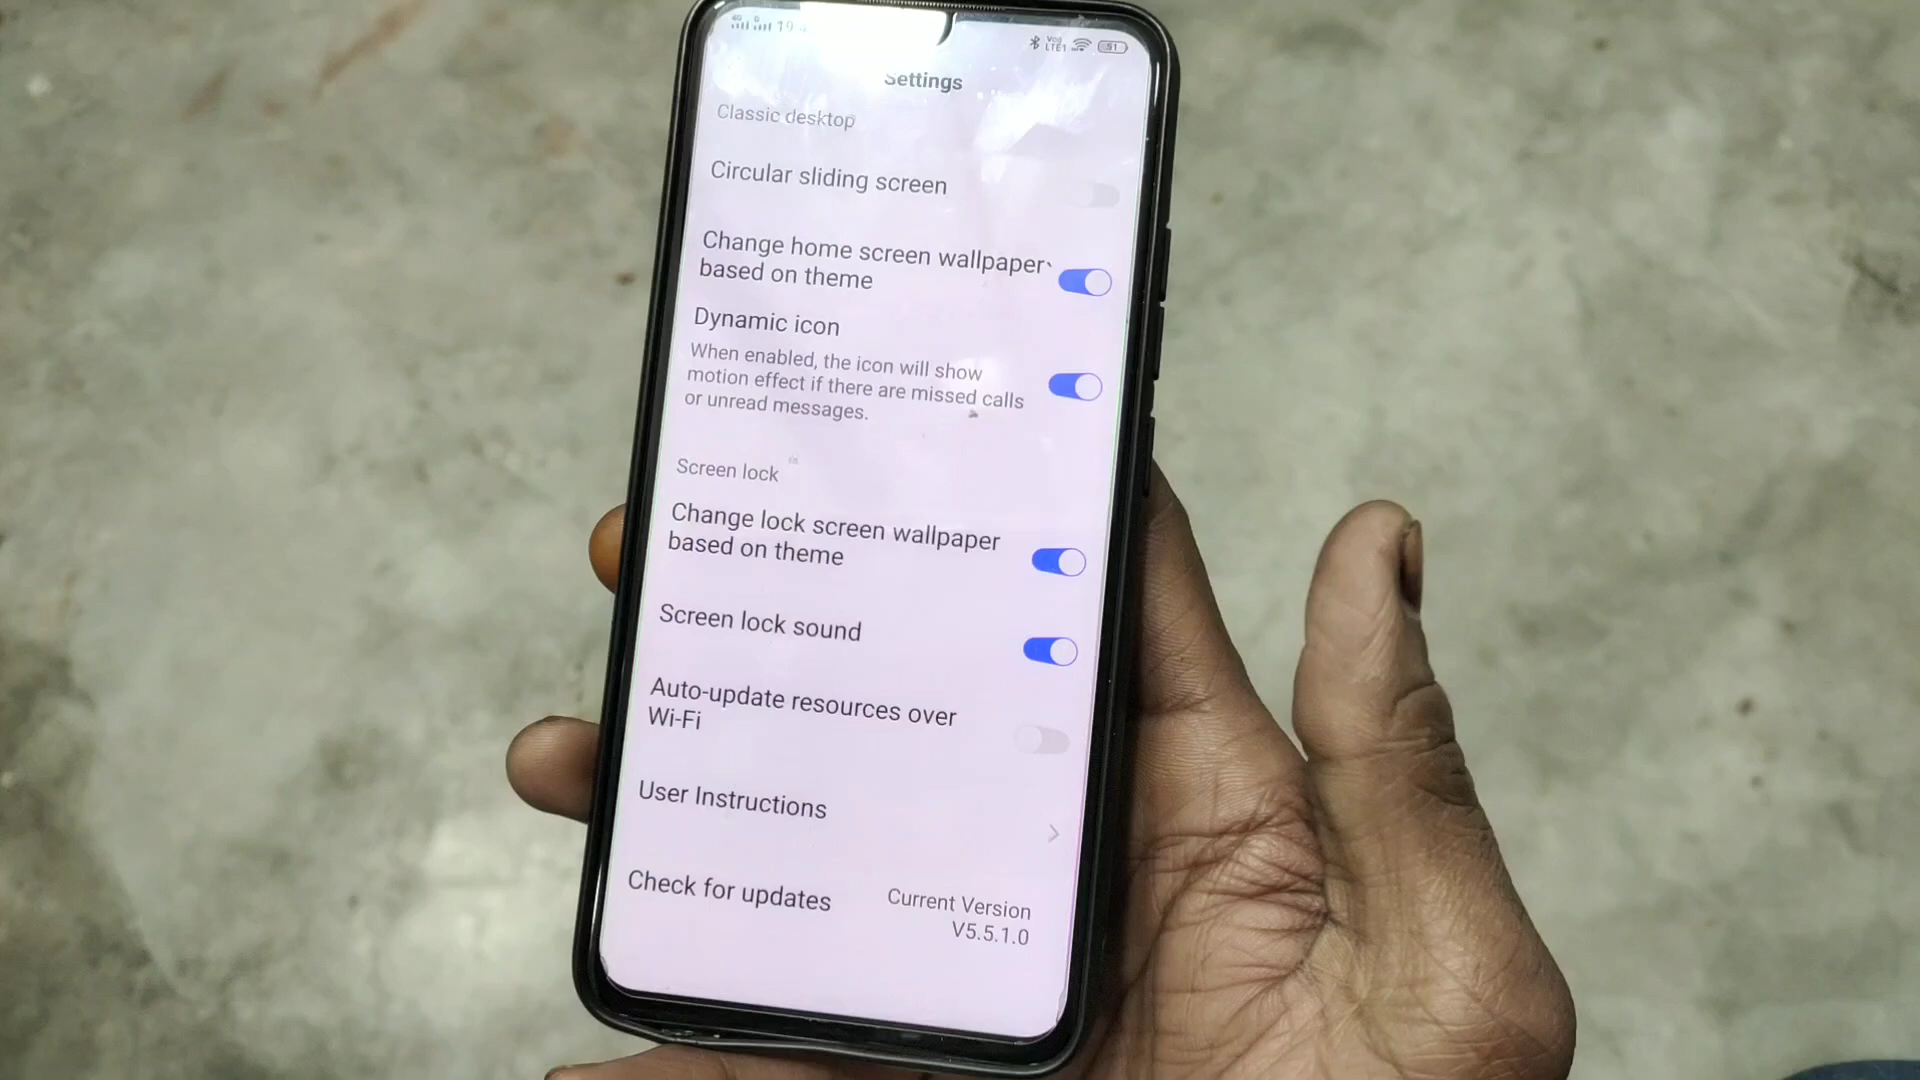 51
Settings
Classic desktop
Circular sliding screen
Change home screen wallpaper
based on theme
Dynamic icon
When enabled, the icon will show
motion effect if there are missed calls
or unread messages.
Screen lock
Change lock screen wallpaper
based on theme
Screen lock sound
Auto-update resources over
Wi-Fi
User Instructions
Check for updates
Current Version
V5.5.1.0